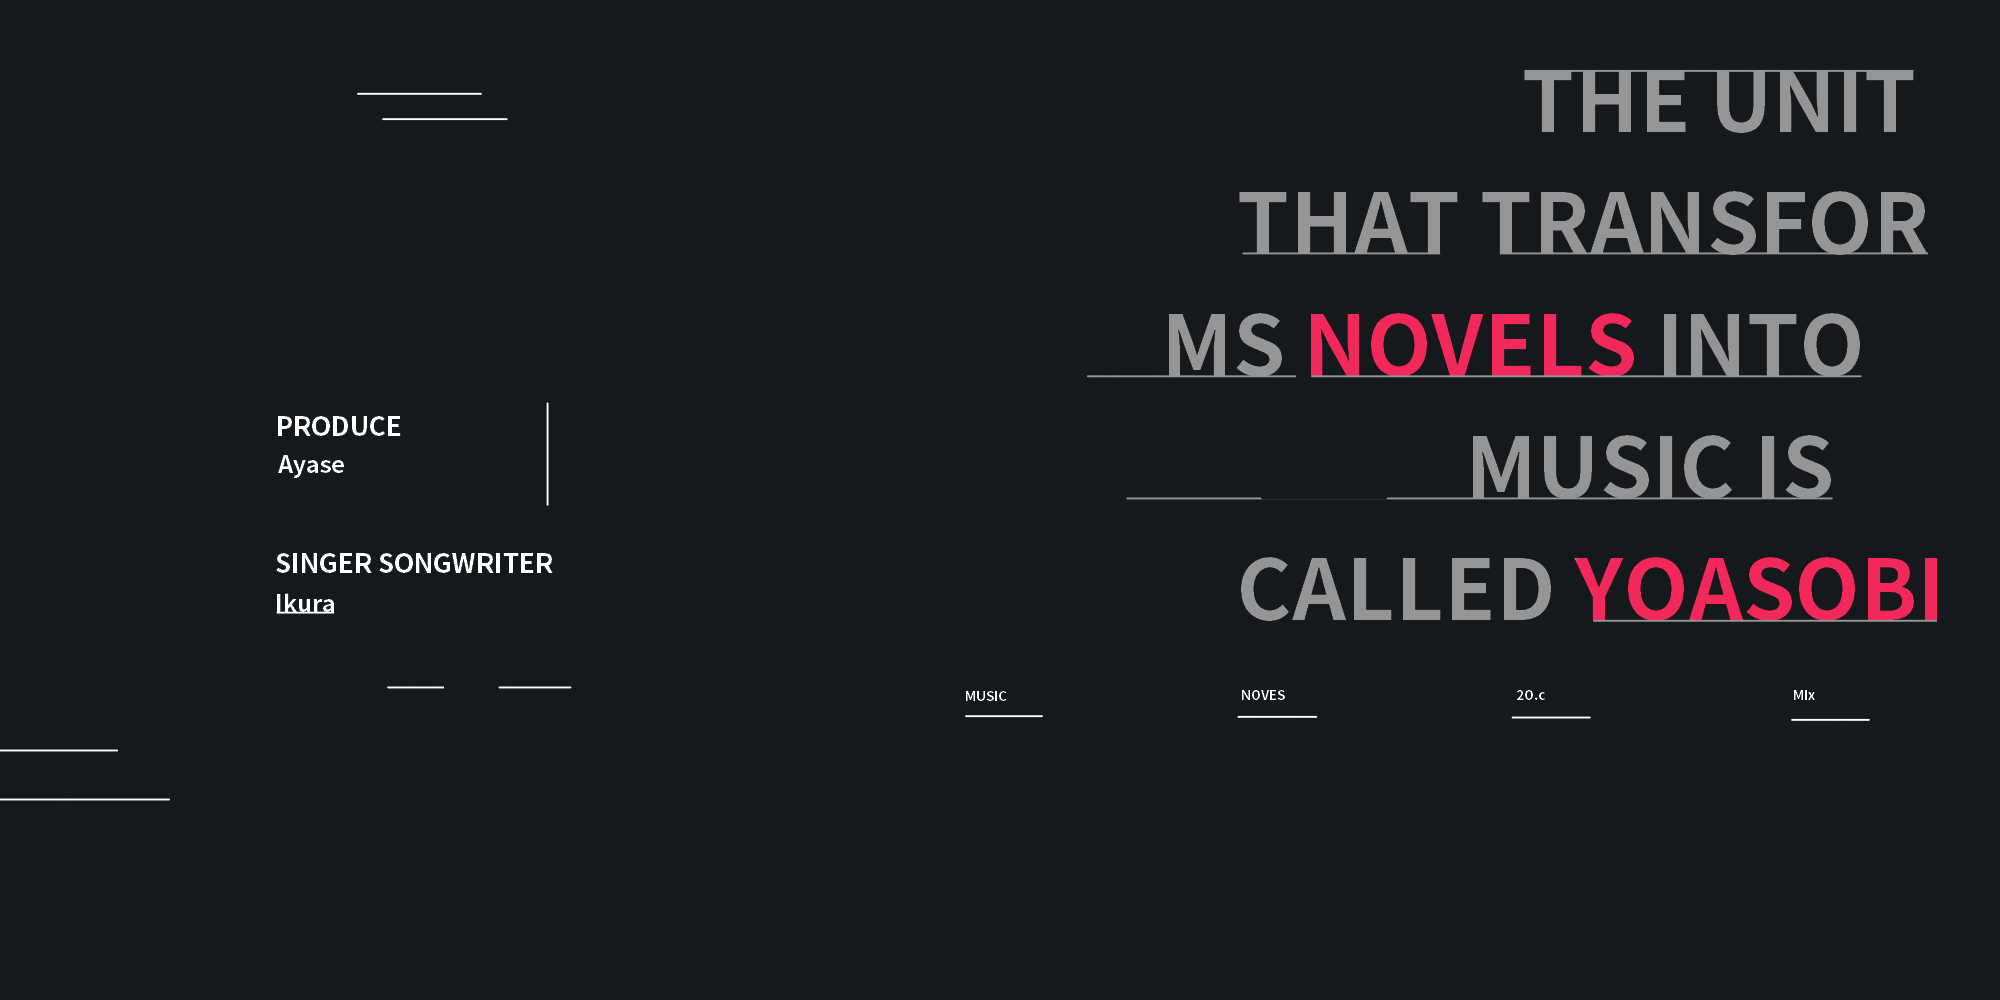 THE UNIT
THAT TRANSFOR
MS NOVELS INTO
MUSIC IS
CALLED YOASOBI
PRODUCE
Ayase
SINGER SONGWRITER
Ikura
MUSIC
NOVES
20.c
MIx